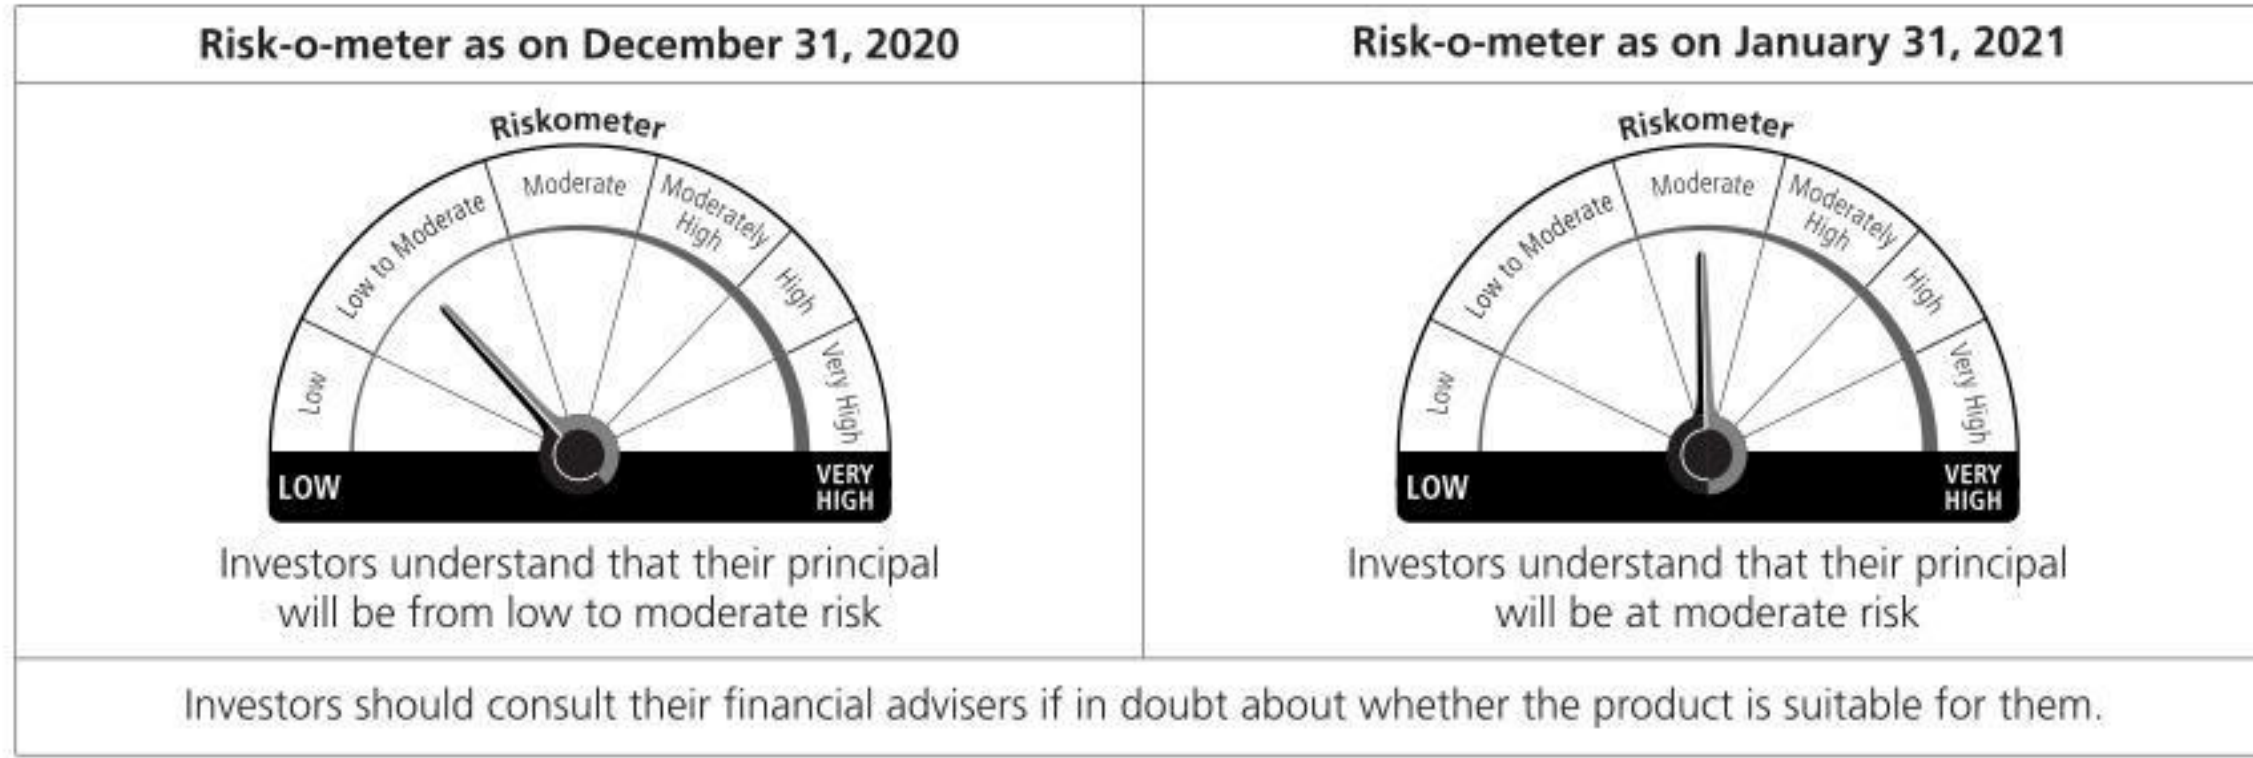 Risk-o-meter as on December 31, 2020
Riskometer
Low
Low to Moderate
Moderate
Moderately
High
High
Very High
LOW
VERY
HIGH
Investors understand that their principal
will be from low to moderate risk
Risk-o-meter as on January 31, 2021
Riskometer
Low
Low to Moderate
Moderate
Moderately
High
High
Very High
LOW
VERY
HIGH
Investors understand that their principal
will be at moderate risk
Investors should consult their financial advisers if in doubt about whether the product is suitable for them.